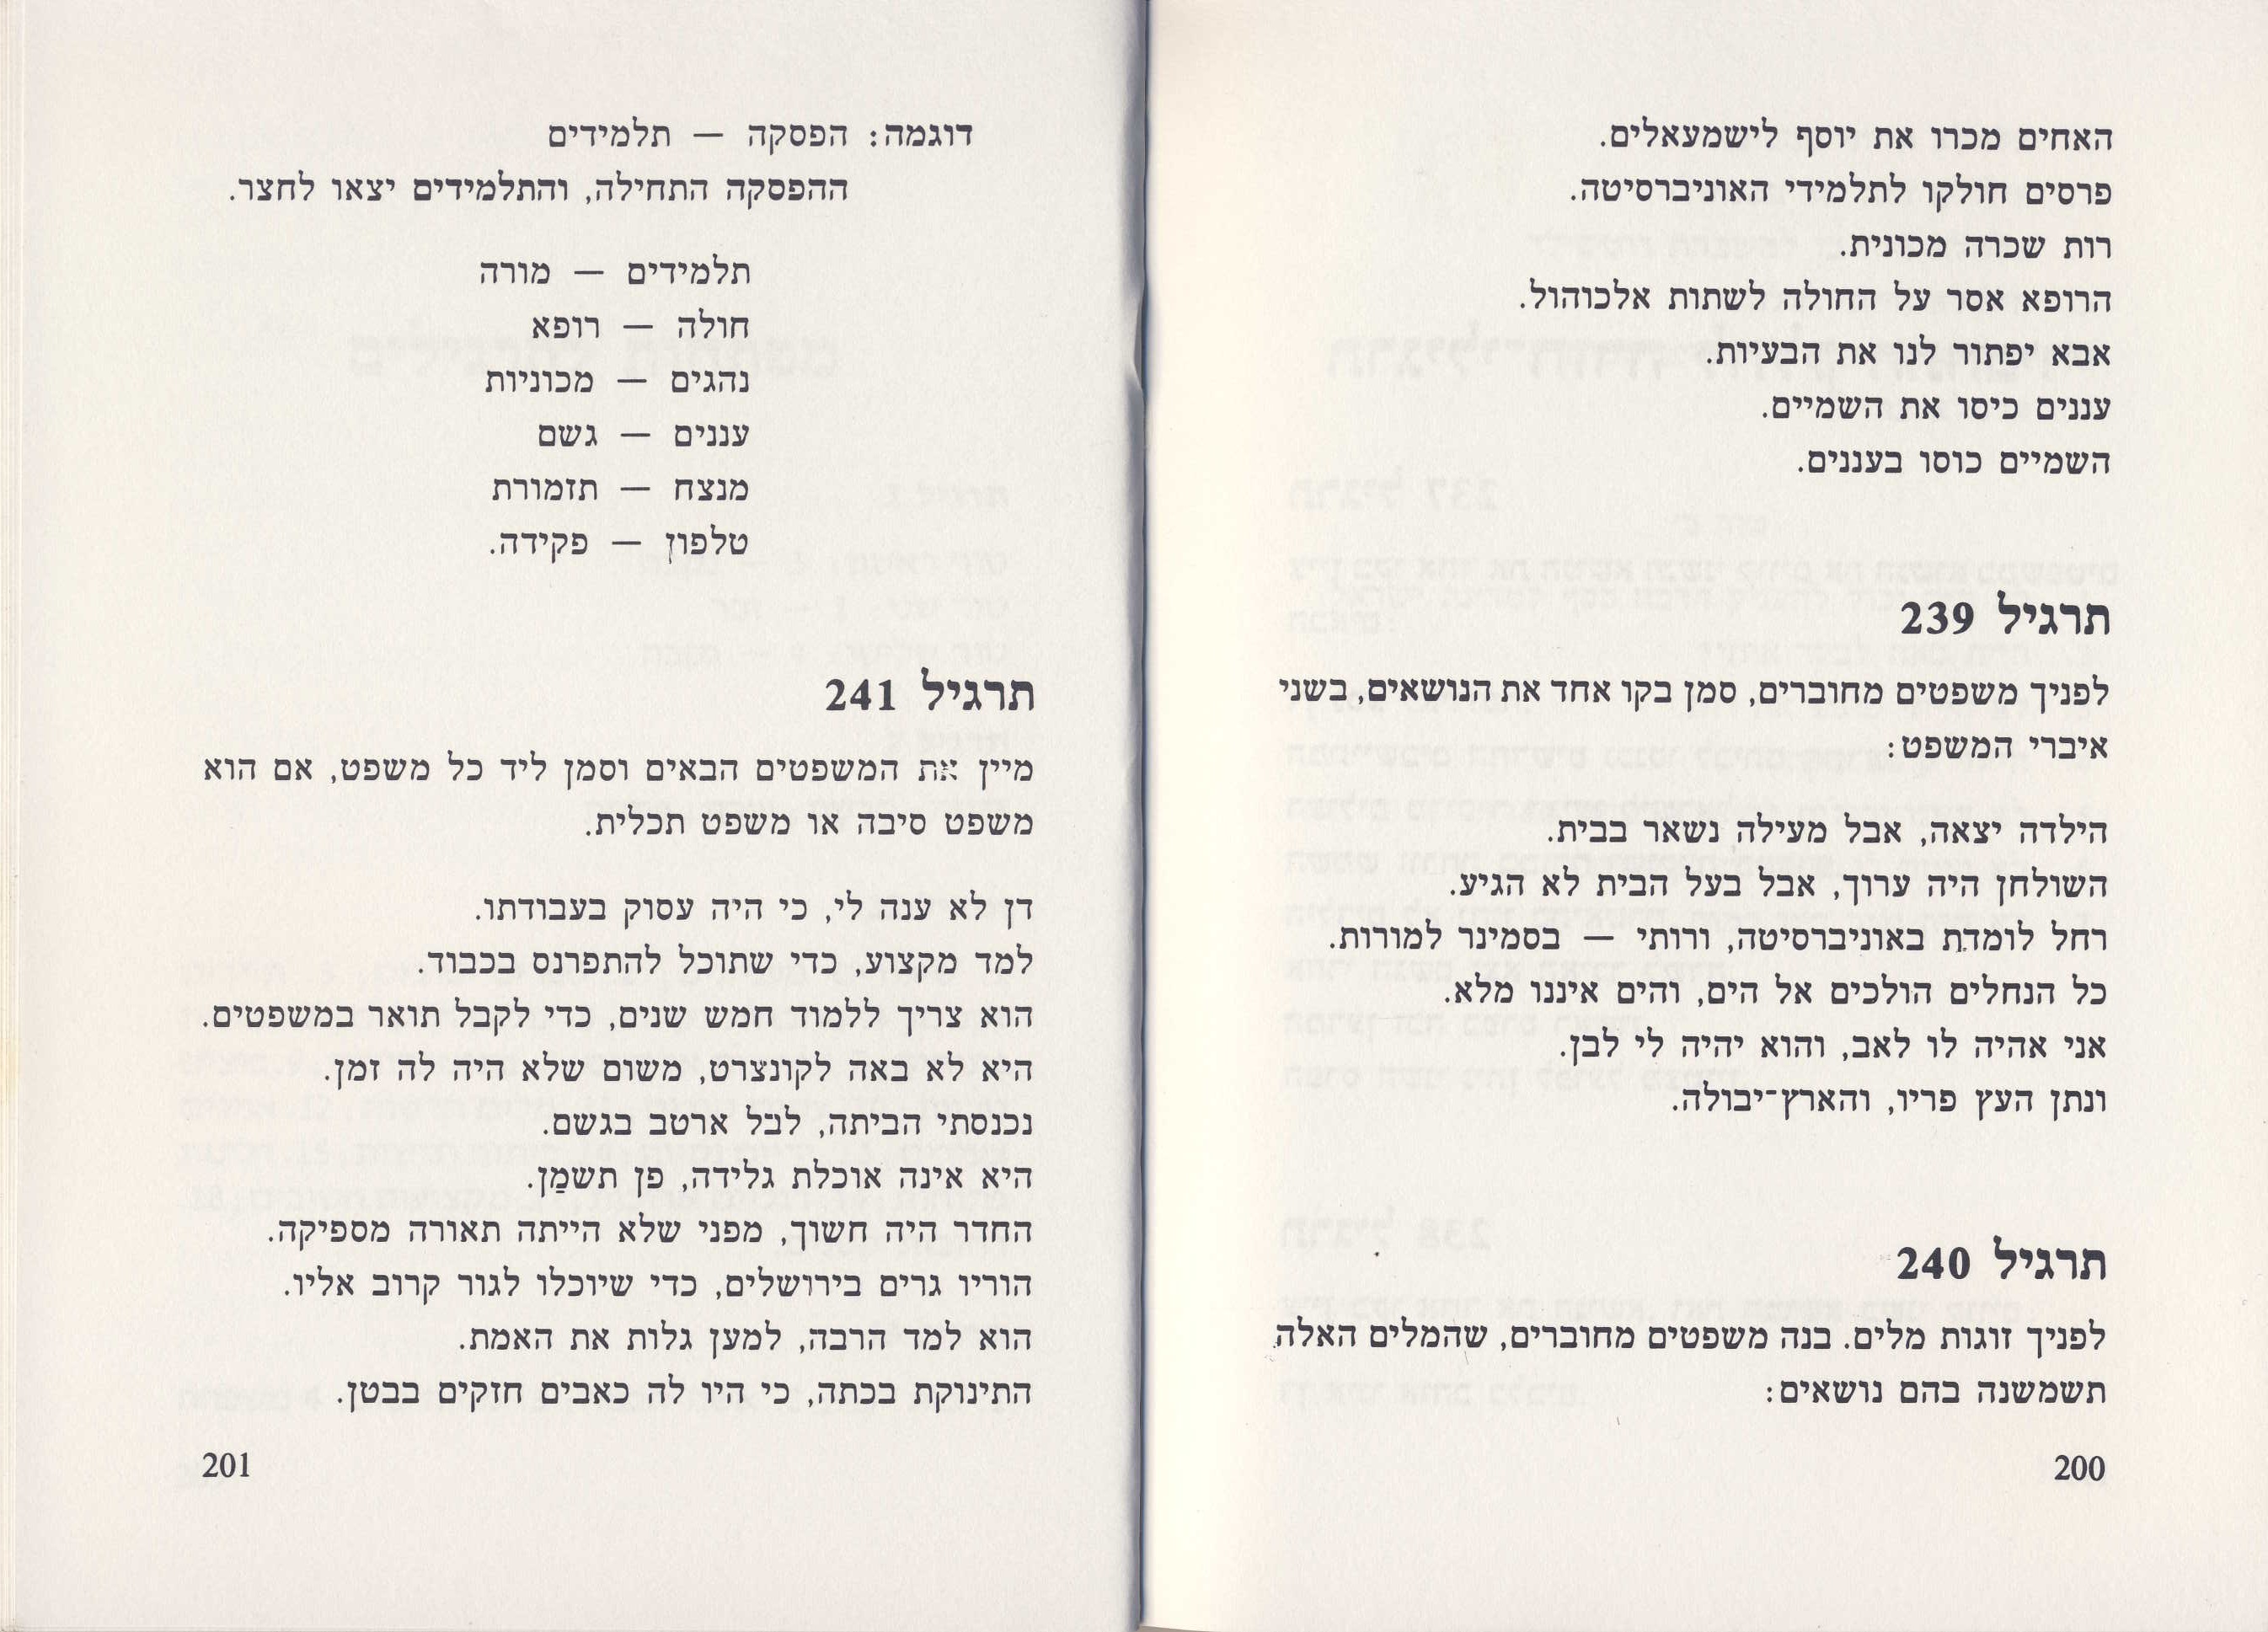 האחים מכרו את יוסף לישמעאלים.
פרסים חולקו לתלמידי האוניברסיטה.
רות שכרה מכונית.
הרופא אסר על החולה לשתות אלכוהול.
אבא יפתור לנו את הבעיות.
עננים כיסו את השמיים.
השמיים כוסו בעננים.
תרגיל 239
לפניך משפטים מחוברים, סמן בקו אחד את הנושאים, בשני
איברי המשפט:
הילדה יצאה, אבל מעילה נשאר בבית.
השולחן היה ערוך, אבל בעל הבית לא הגיע.
רחל לומדת באוניברסיטה, ורותי — בסמינר למורות.
כל הנחלים הולכים אל הים, והים איננו מלא.
אני אהיה לו לאב, והוא יהיה לי לבן.
ונתן העץ פריו, והארץ־יבולה.
תרגיל 240
לפניך זוגות מלים. בנה משפטים מחוברים, שהמלים האלה
תשמשנה בהם נושאים:
200
דוגמה: הפסקה — תלמידים
ההפסקה התחילה, והתלמידים יצאו לחצר.
תלמידים — מורה
חולה — רופא
נהגים — מכוניות
עננים — גשם
מנצח — תזמורת
טלפון — פקידה.
תרגיל 241
מיין את המשפטים הבאים וסמן ליד כל משפט, אם הוא
משפט סיבה או משפט תכלית.
דן לא ענה לי, כי היה עסוק בעבודתו.
למד מקצוע, כדי שתוכל להתפרנס בכבוד.
הוא צריך ללמוד חמש שנים, כדי לקבל תואר במשפטים.
היא לא באה לקונצרט, משום שלא היה לה זמן.
נכנסתי הביתה, לבל ארטב בגשם.
היא אינה אוכלת גלידה, פן תשמַן.
החדר היה חשוך, מפני שלא הייתה תאורה מספיקה.
הוריו גרים בירושלים, כדי שיוכלו לגור קרוב אליו.
הוא למד הרבה, למען גלות את האמת.
התינוקת בכתה, כי היו לה כאבים חזקים בבטן.
201